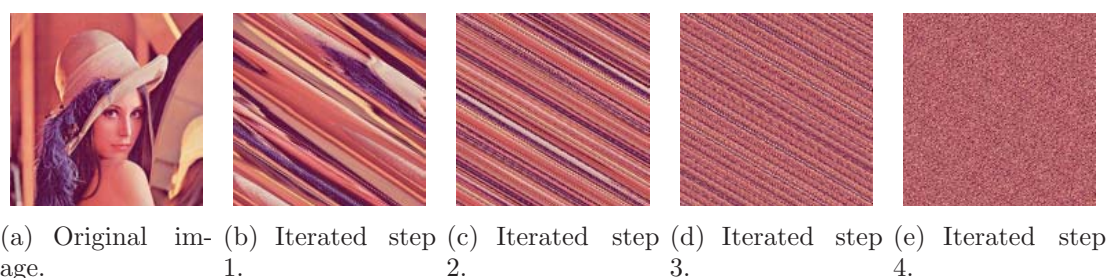 (a) Original im-
age.
(b) Iterated step
1.
(c) Iterated step
2.
(d) Iterated step
3.
(e) Iterated step
4.